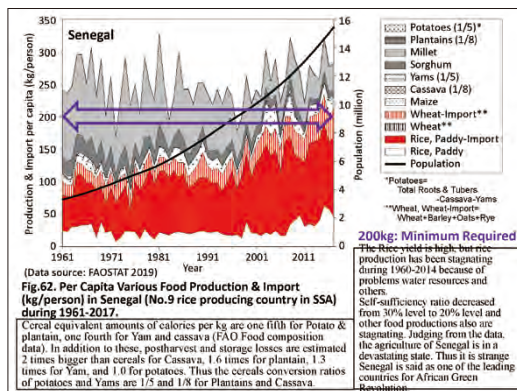 Senegal
Production & Import per capita (kg/person)
350
300
250
200
150
100
50
0
1961
1971
1981
1991
2001
2011
Year
16
14
12
10
8
6
4
2
0
Population (million)
Potatoes (1/5)*
Plantains (1/8)
Millet
Sorghum
Yams (1/5)
Cassava (1/8)
Maize
Wheat-Import**
Wheat**
Rice, Paddy-Import
Rice, Paddy
Population
*Potatoes=
Total Roots & Tubers
-Cassava-Yams
**Wheat, Wheat-Import=
Wheat+Barley+Oats+Rye
(Data source: FAOSTAT 2019)
Fig.62. Per Capita Various Food Production & Import
(kg/person) in Senegal (No.9 rice producing country in SSA)
during 1961-2017.
Cereal equivalent amounts of calories per kg are one fifth for Potato &
plantain, one fourth for Yam and cassava (FAO Food composition
data). In addition to these, postharvest and storage losses are estimated
2 times bigger than cereals for Cassava, 1.6 times for plantain, 1.3
times for Yam, and 1.0 for potatoes. Thus the cereals conversion ratios
of potatoes and Yams are 1/5 and 1/8 for Plantains and Cassava.
200kg: Minimum Required
The Rice yield is high, but rice
production has been stagnating
during 1960-2014 because of
problems water resources and
others.
Self-sufficiency ratio decreased
from 30% level to 20% level and
other food productions also are
stagnating. Judging from the data,
the agriculture of Senegal is in a
devastating state. Thus it is strange
Senegal is said as one of the leading
countries for African Green
Revolution.